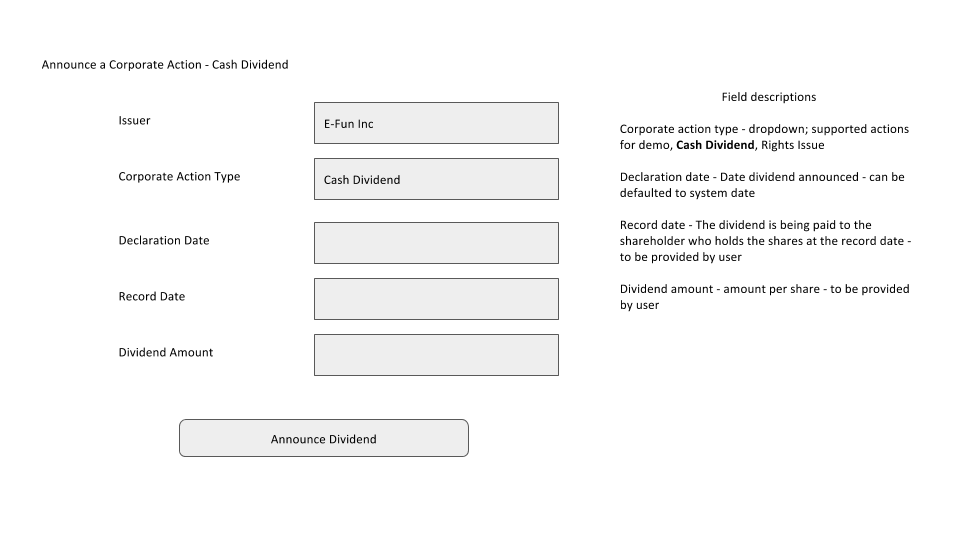 Announce a Corporate Action - Cash Dividend
Issuer
E-Fun Inc
Corporate Action Type
Cash Dividend
Declaration Date
Record Date
Dividend Amount
Announce Dividend
Field descriptions
Corporate action type - dropdown; supported actions
for demo, Cash Dividend, Rights Issue
Declaration date - Date dividend announced - can be
defaulted to system date
Record date - The dividend is being paid to the
shareholder who holds the shares at the record date -
to be provided by user
Dividend amount - amount per share - to be provided
by user